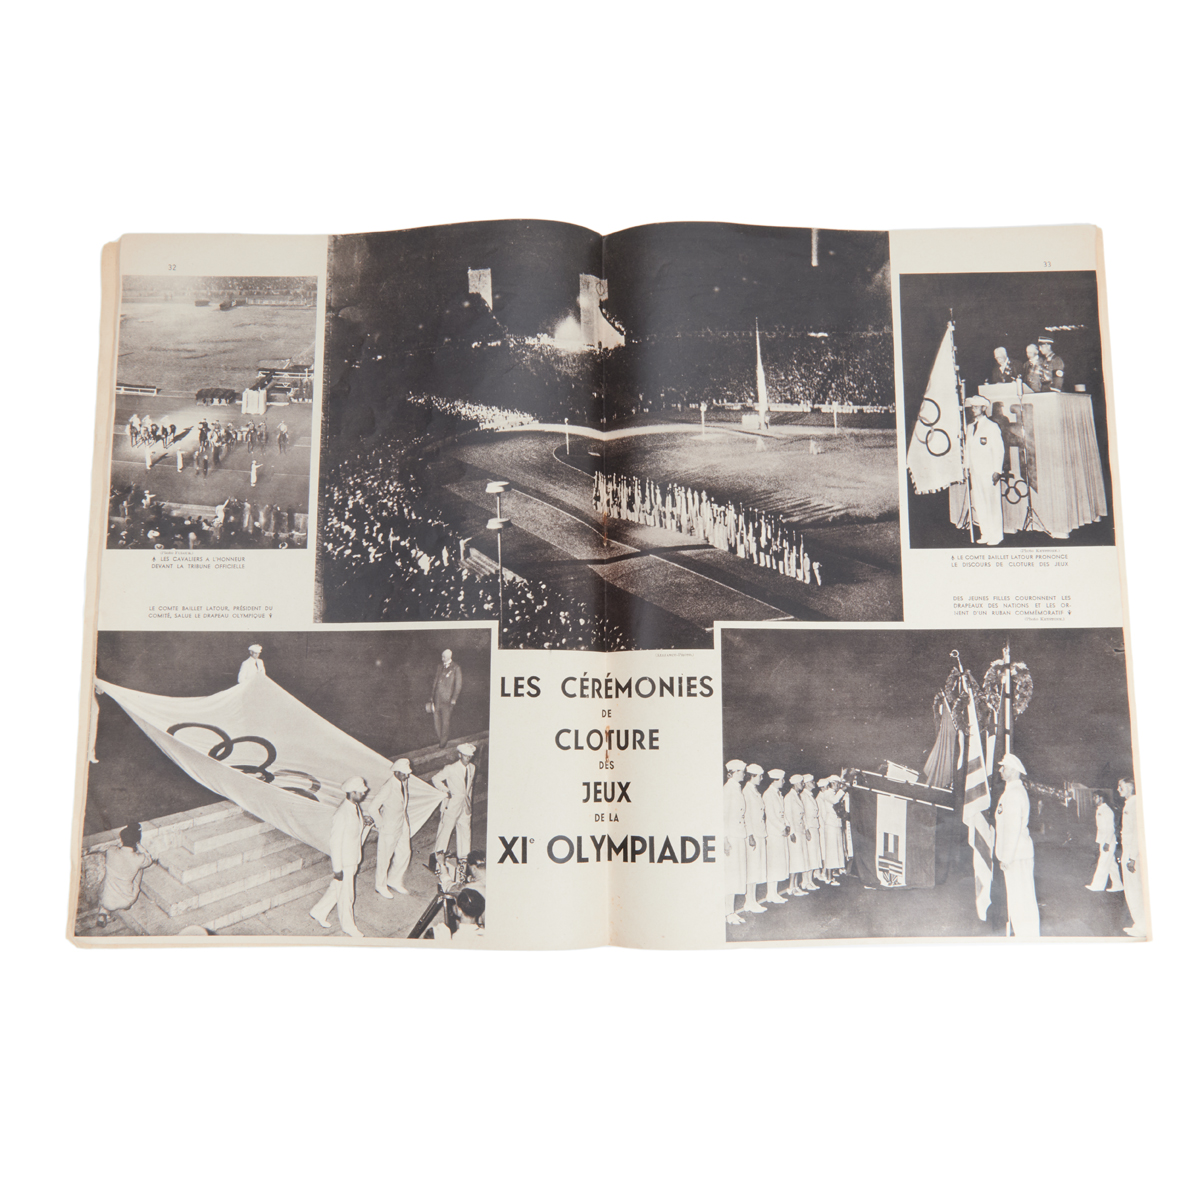 32
33
LES CAVALIERS A L'HONNEUR
DEVANT LA TRIBUNE OFFICIELLE
LE COMTE BAILLET LATOUR, PRÉSIDENT DU
COMITÉ, SALUE LE DRAPEAU OLYMPIQUE
LE COMTE BAILLET LATOUR PRONONCE
LE DISCOURS DE CLOTURE DES JEUX
DES JEUNES FILLES COURONNENT LES
DRAPEAUX DES NATIONS ET LES OR-
NENT D'UN RUBAN COMMÉMORATIF
LES CÉRÉMONIES
DE
CLOTURE
DES
JEUX
DE LA
XIe OLYMPIADE